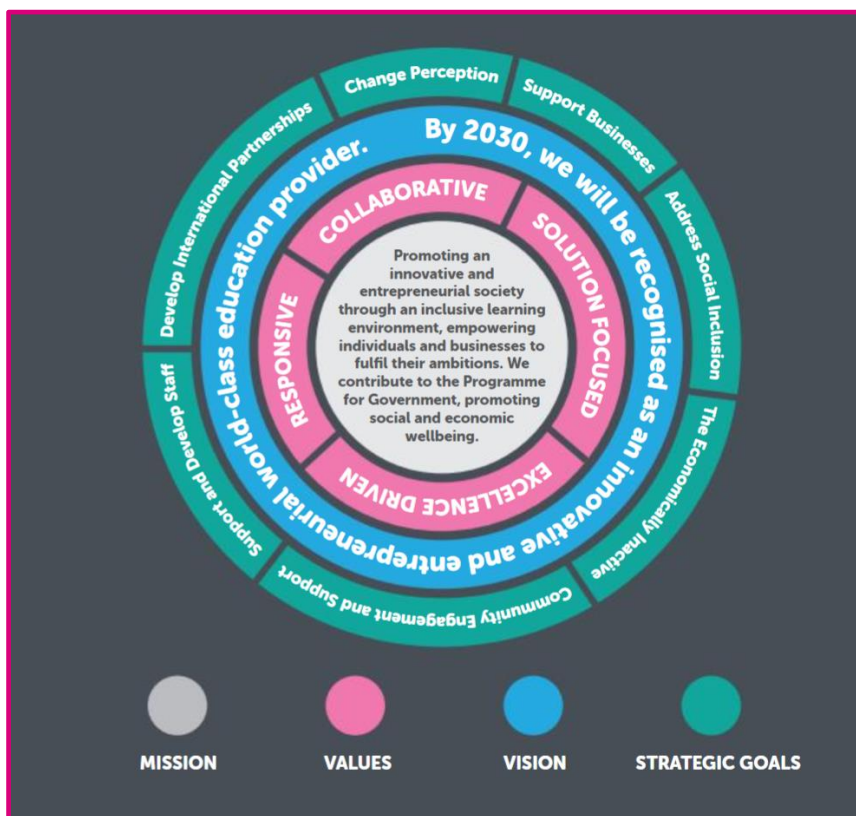 Change Perception
Support Businesses
Address Social Inclusion
The Economically Inactive
Community Engagement and Support
Support and Develop Staff
Develop International Partnerships
By 2030, we will be recognised as an innovative and entrepreneurial world-class education provider.
COLLABORATIVE
SOLUTION FOCUSED
EXCELLENCE DRIVEN
RESPONSIVE
Promoting an
innovative and
entrepreneurial society
through an inclusive learning
environment, empowering
individuals and businesses to
fulfil their ambitions. We
contribute to the Programme
for Government, promoting
social and economic
wellbeing.
MISSION
VALUES
VISION
STRATEGIC GOALS